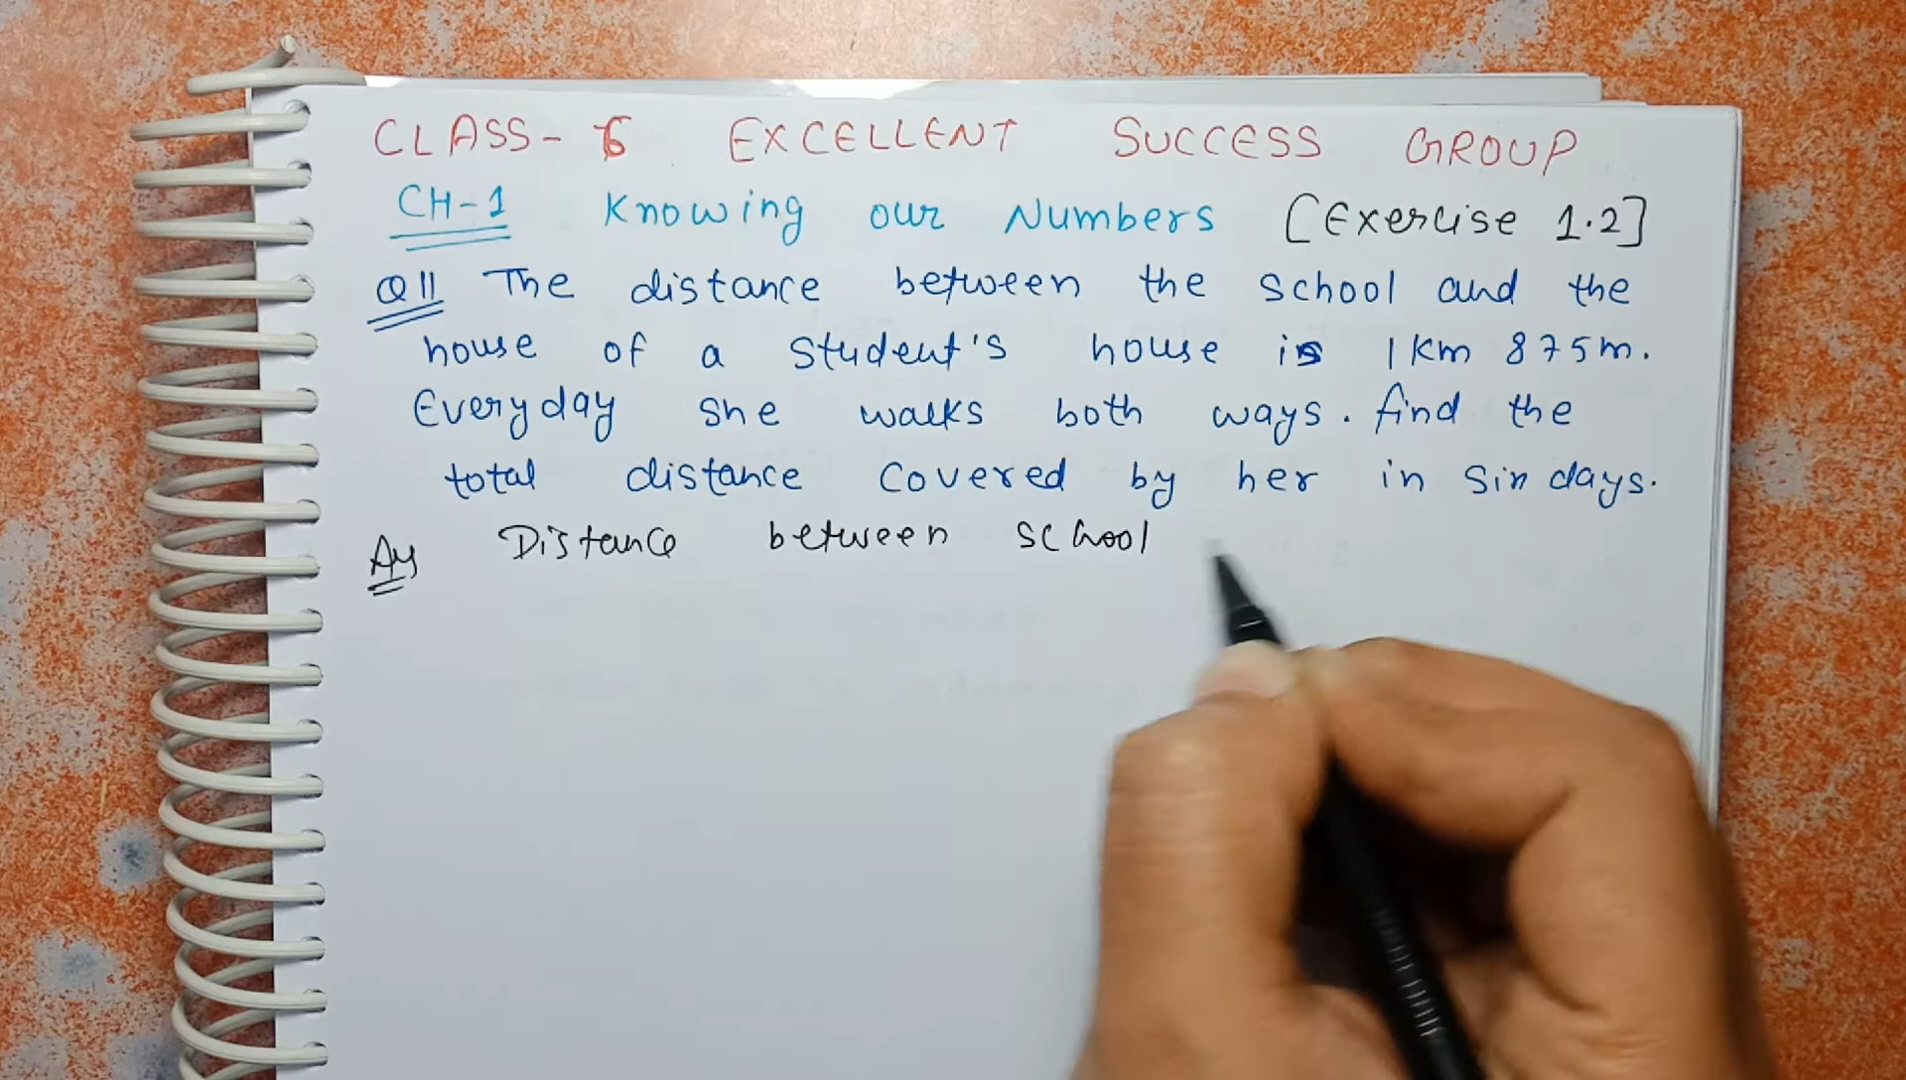 CLASS-6 EXCELLENT SUCCESS GROUP
CH-1 Knowing our Numbers [Exercise 1.2]
Q11 The distance between the school and the
house of a student's house is 1km 875m.
Everyday she walks both ways. find the
total distance covered by her in six days.
Distance between school